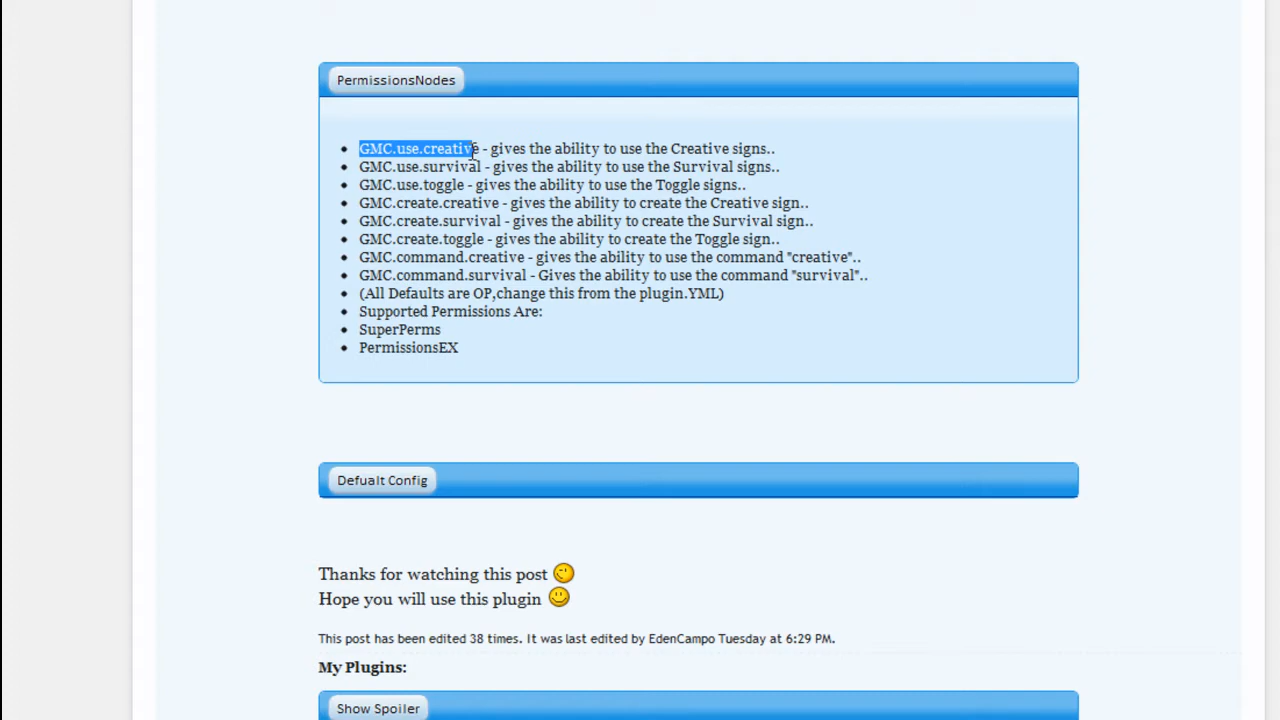 PermissionsNodes
GMC.use.creative - gives the ability to use the Creative signs..
GMC.use.survival - gives the ability to use the Survival signs..
GMC.use.toggle - gives the ability to use the Toggle signs..
GMC.create.creative - gives the ability to create the Creative sign..
GMC.create.survival - gives the ability to create the Survival sign..
GMC.create.toggle - gives the ability to create the Toggle sign..
GMC.command.creative - gives the ability to use the command "creative"..
GMC.command.survival - Gives the ability to use the command "survival"..
(All Defaults are OP,change this from the plugin.YML)
Supported Permissions Are:
SuperPerms
PermissionsEX
Defualt Config
Thanks for watching this post
Hope you will use this plugin
This post has been edited 38 times. It was last edited by EdenCampo Tuesday at 6:29 PM.
My Plugins:
Show Spoiler